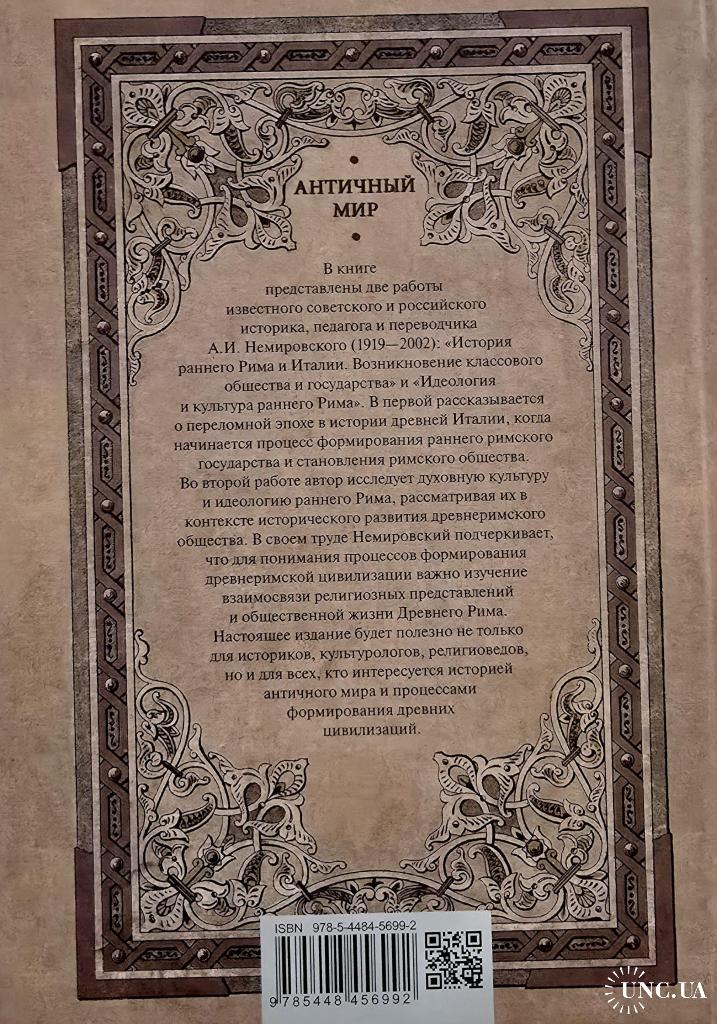 АНТИЧНЫЙ
МИР
В книге
представлены две работы
известного советского и российского
историка, педагога и переводчика
А.И. Немировского (1919—2002): «История
раннего Рима и Италии. Возникновение классового
общества и государства» и «Идеология
и культура раннего Рима». В первой рассказывается
о переломной эпохе в истории древней Италии, когда
начинается процесс формирования раннего римского
государства и становления римского общества.
Во второй работе автор исследует духовную культуру
и идеологию раннего Рима, рассматривая их в
контексте исторического развития древнеримского
общества. В своем труде Немировский подчеркивает,
что для понимания процессов формирования
древнеримской цивилизации важно изучение
взаимосвязи религиозных представлений
и общественной жизни Древнего Рима.
Настоящее издание будет полезно не только
для историков, культурологов, религиоведов,
но и для всех, кто интересуется историей
античного мира и процессами
формирования древних
цивилизаций.
ISBN 978-5-4484-5699-2
9 785448 456992
UNC.UA